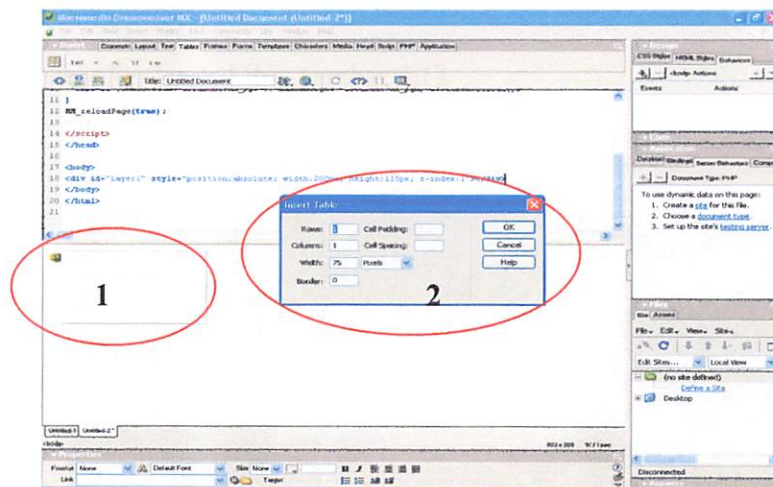 Macromedia Dreamweaver MX - [Untitled Document (Untitled-2*)]
Common Layout Text Tables Frames Forms Templates Characters Media Head Script PHP Application
Title: Untitled Document
11 }
12 MM_reloadPage(true);
13
14 </script>
15 </head>
16
17 <body>
18 <div id="Layer1" style="position:absolute; width:200px; height:115px; z-index:
19 </body>
20 </html>
21
Insert Table
Rows: 1 Cell Padding: OK
Columns: 1 Cell Spacing: Cancel
Width: 75 Pixels Help
Border: 0
1
2
Untitled-1 Untitled-2*
<body>
Properties
Format None Default Font Size None B I
Link Target
Design
CSS Styles HTML Styles Behaviors
<body> Actions
Events Actions
Application
Databases Bindings Server Behaviors
Document Type: PHP
To use dynamic data on this page:
1. Create a site for this file.
2. Choose a document type.
3. Set up the site's testing server.
Files
Site Assets
File Edit View Site
Edit Sites... Local View
(no site defined)
Define a Site
Desktop
Disconnected